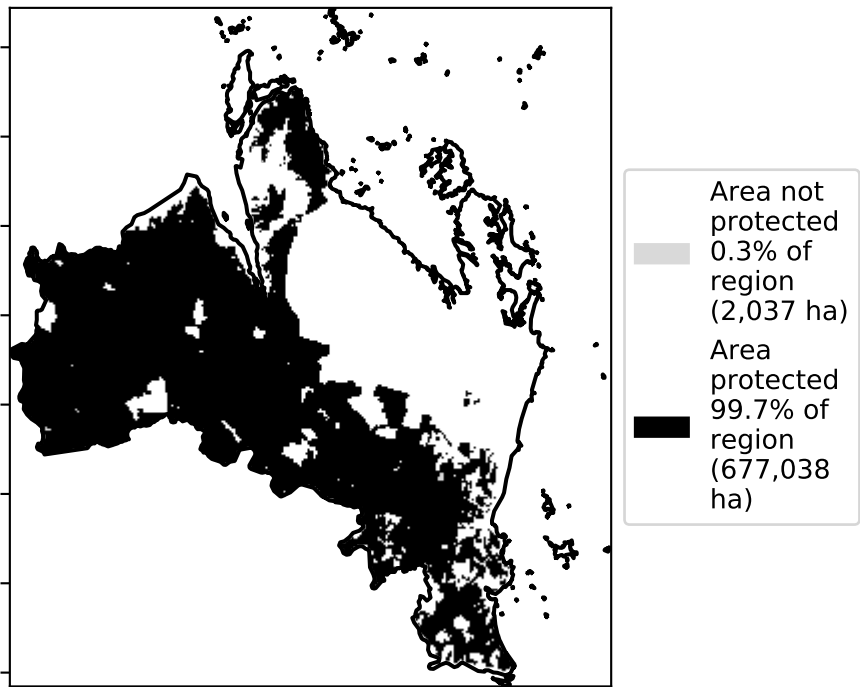 Area not
protected
0.3% of
region
(2,037 ha)
Area
protected
99.7% of
region
(677,038
ha)